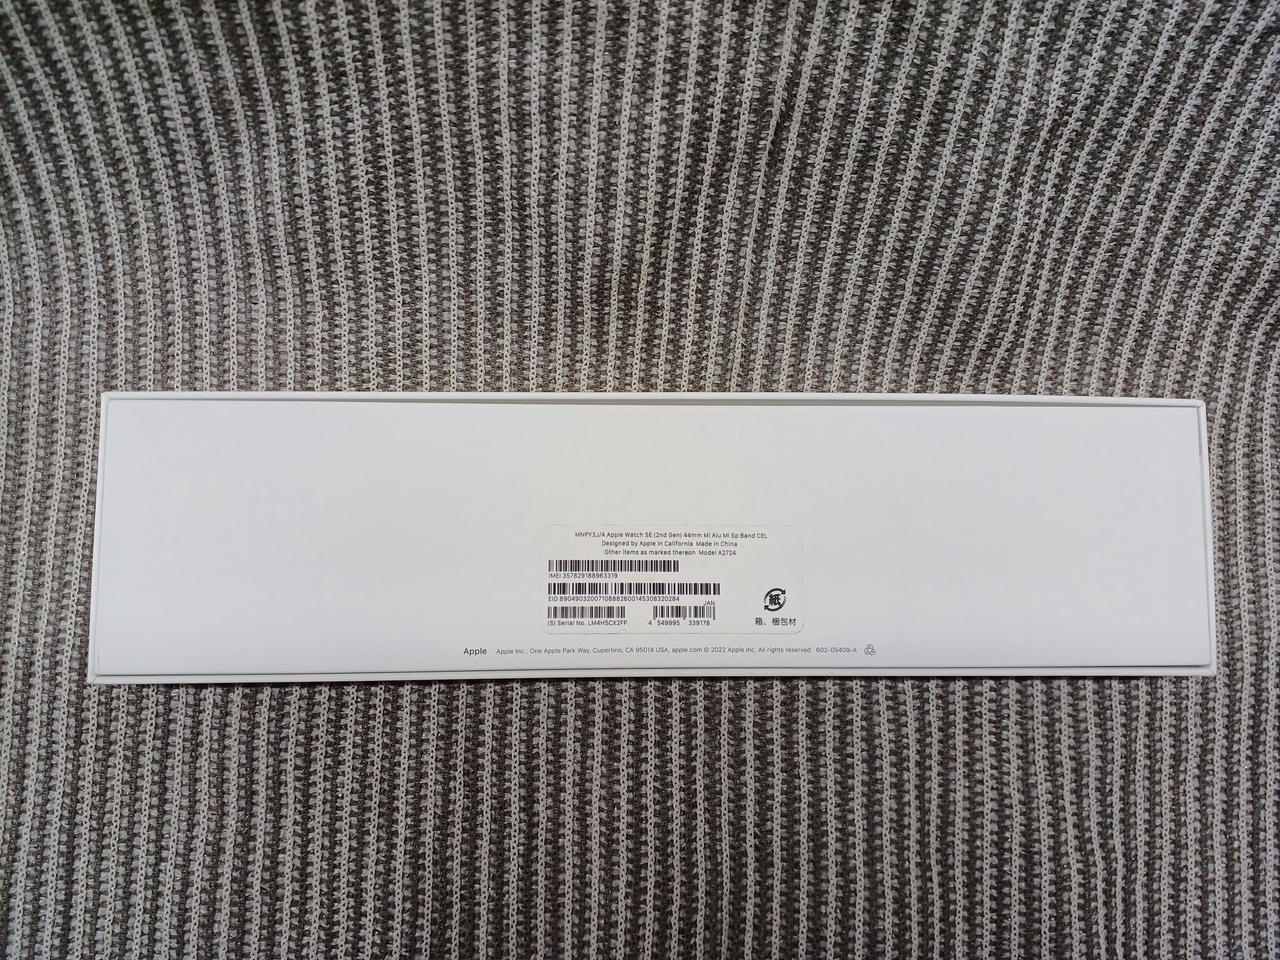 MNPY3J/A Apple Watch SE (2nd Gen) 44mm Mi Alu Mi Sp Band CEL
Designed by Apple in California Made in China
Other items as marked thereon Model A2724
IMEI 357829188963319
EID 89049032007108882600145308320284
JAN
(S) Serial No. LM4H5CX2FP
4 549995 339178
紙
箱、梱包材
Apple Apple Inc., One Apple Park Way, Cupertino, CA 95014 USA, apple.com © 2022 Apple Inc. All rights reserved. 602-05409-A